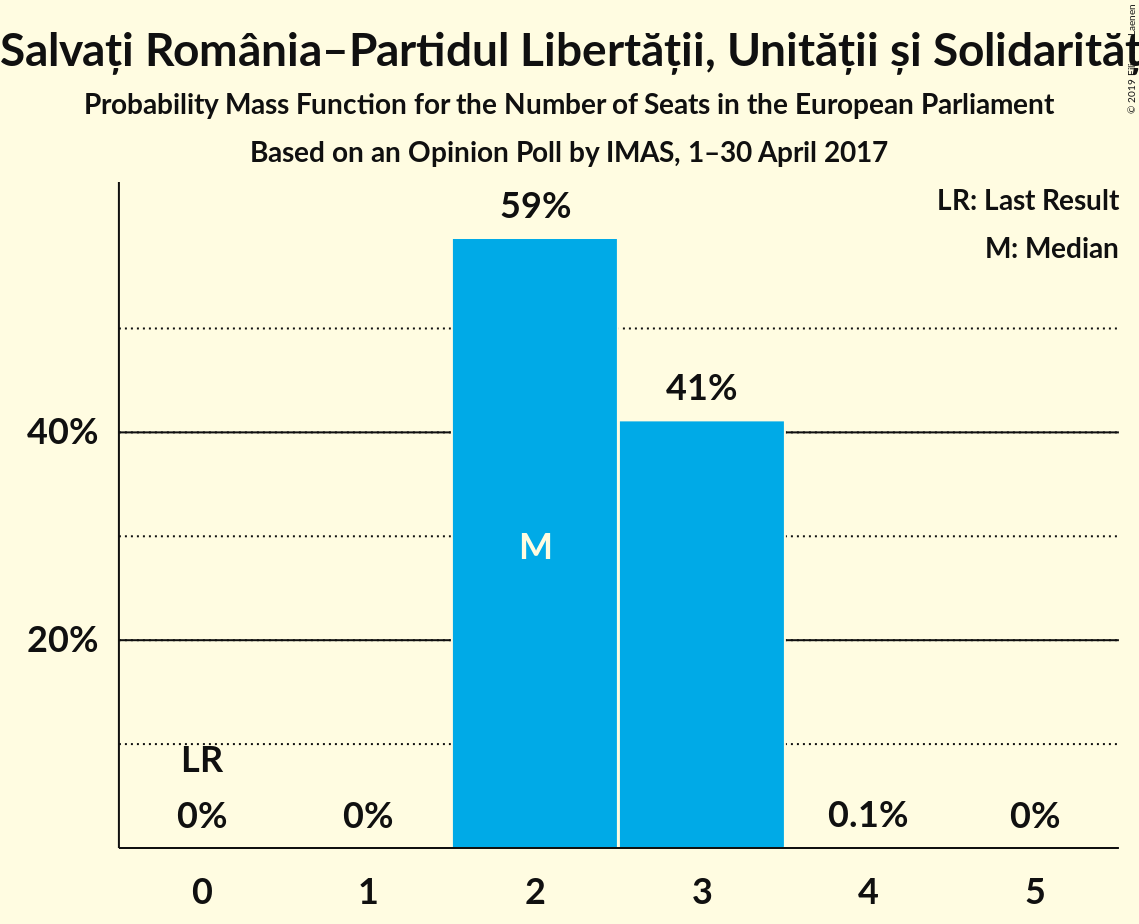 Salvați România–Partidul Libertății, Unității și Solidarităț
Probability Mass Function for the Number of Seats in the European Parliament
Based on an Opinion Poll by IMAS, 1–30 April 2017
© 2019 Laenen
LR: Last Result
M: Median
59%
41%
40%
M
20%
LR
0%
0%
0.1%
0%
0
1
2
3
4
5